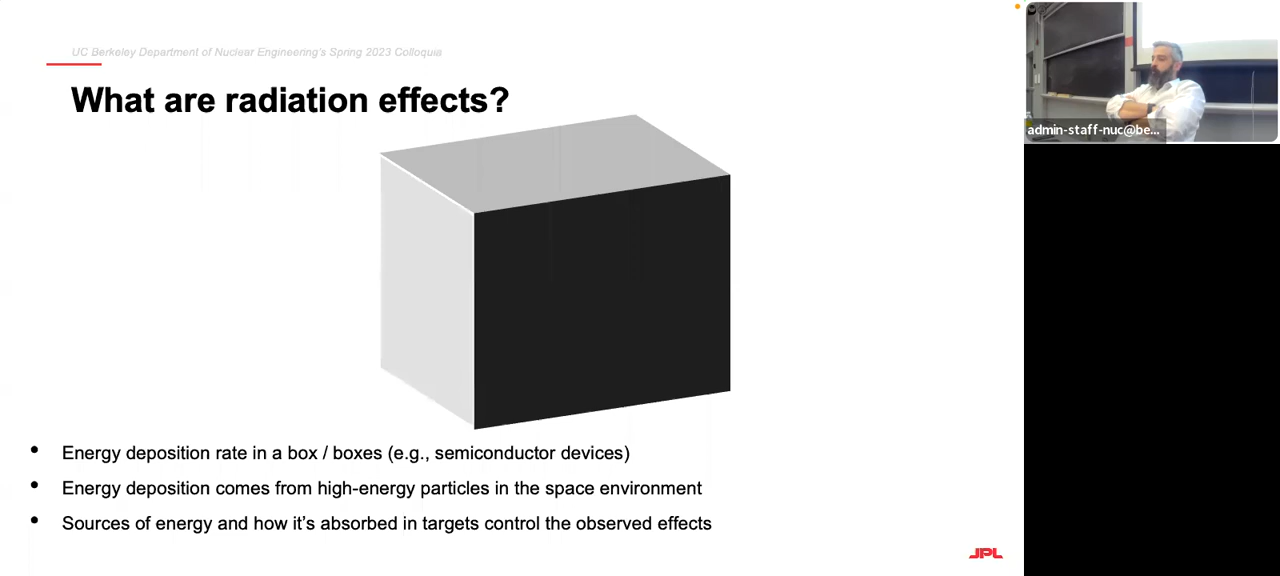 UC Berkeley Department of Nuclear Engineering's Spring 2023 Colloquia
What are radiation effects?
• Energy deposition rate in a box / boxes (e.g., semiconductor devices)
• Energy deposition comes from high-energy particles in the space environment
• Sources of energy and how it's absorbed in targets control the observed effects
JPL
admin-staff-nuc@be...